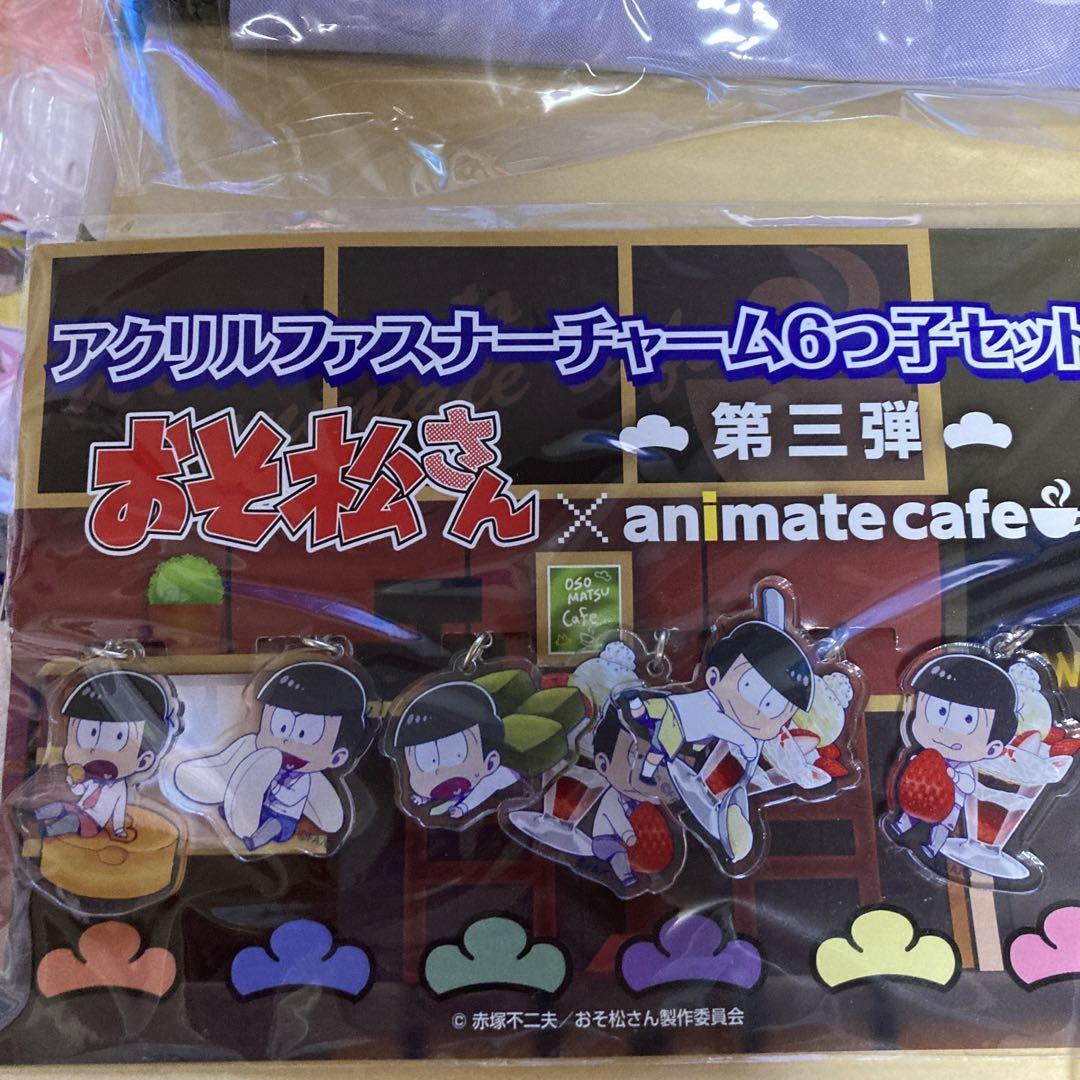 アクリルファスナーチャーム6つ子セット
おそ松さん
第三弾
× animate cafe
OSO
MATSU
Cafe
© 赤塚不二夫／おそ松さん製作委員会